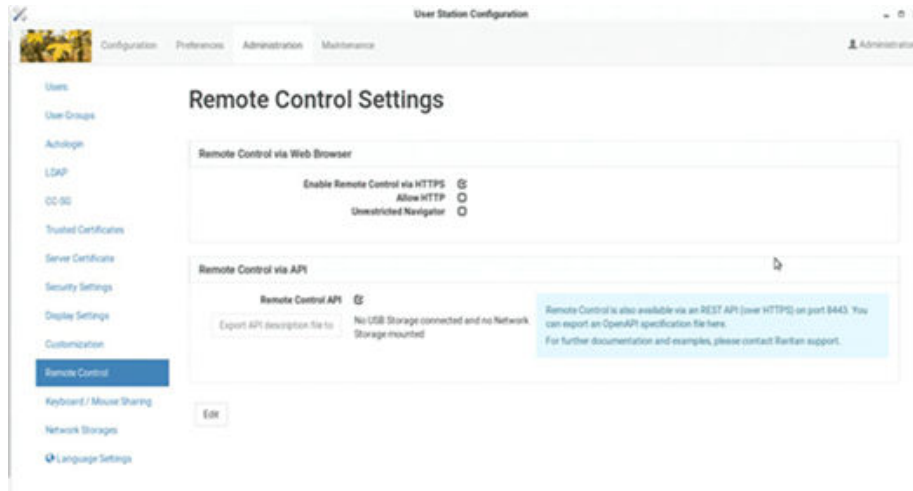 User Station Configuration
Configuration Preferences Administration Maintenance Administrator
Users
User Groups
Autologin
LDAP
CC-SG
Trusted Certificates
Server Certificate
Security Settings
Display Settings
Customization
Remote Control
Keyboard / Mouse Sharing
Network Storages
Language Settings
Remote Control Settings
Remote Control via Web Browser
Enable Remote Control via HTTPS
Allow HTTP
Unrestricted Navigator
Remote Control via API
Remote Control API
Export API description file to
No USB Storage connected and no Network
Storage mounted
Remote Control is also available via an REST API (over HTTPS) on port 8443. You
can export an OpenAPI specification file here.
For further documentation and examples, please contact Raritan support.
Edit